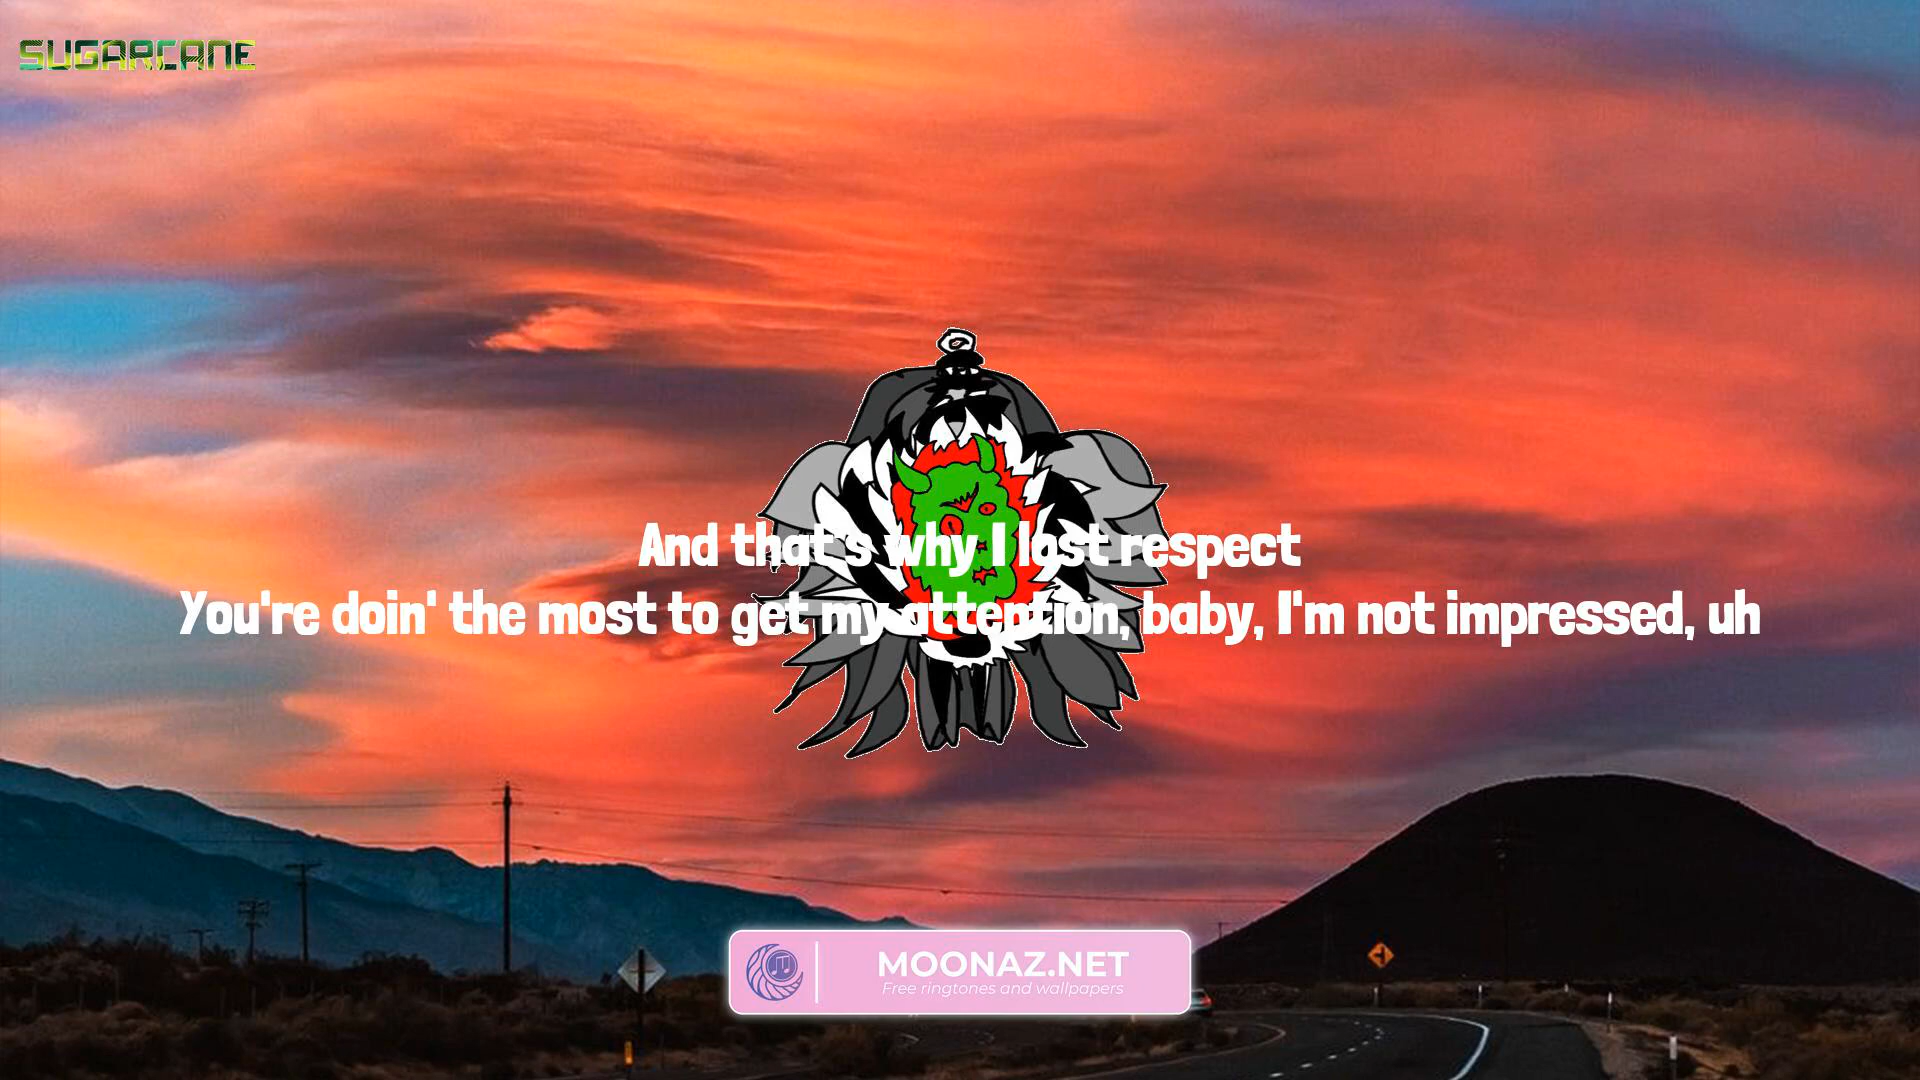 SUGARCANE
And that's why I lost respect
You're doin' the most to get my attention, baby, I'm not impressed, uh
MOONAZ.NET
Free ringtones and wallpapers